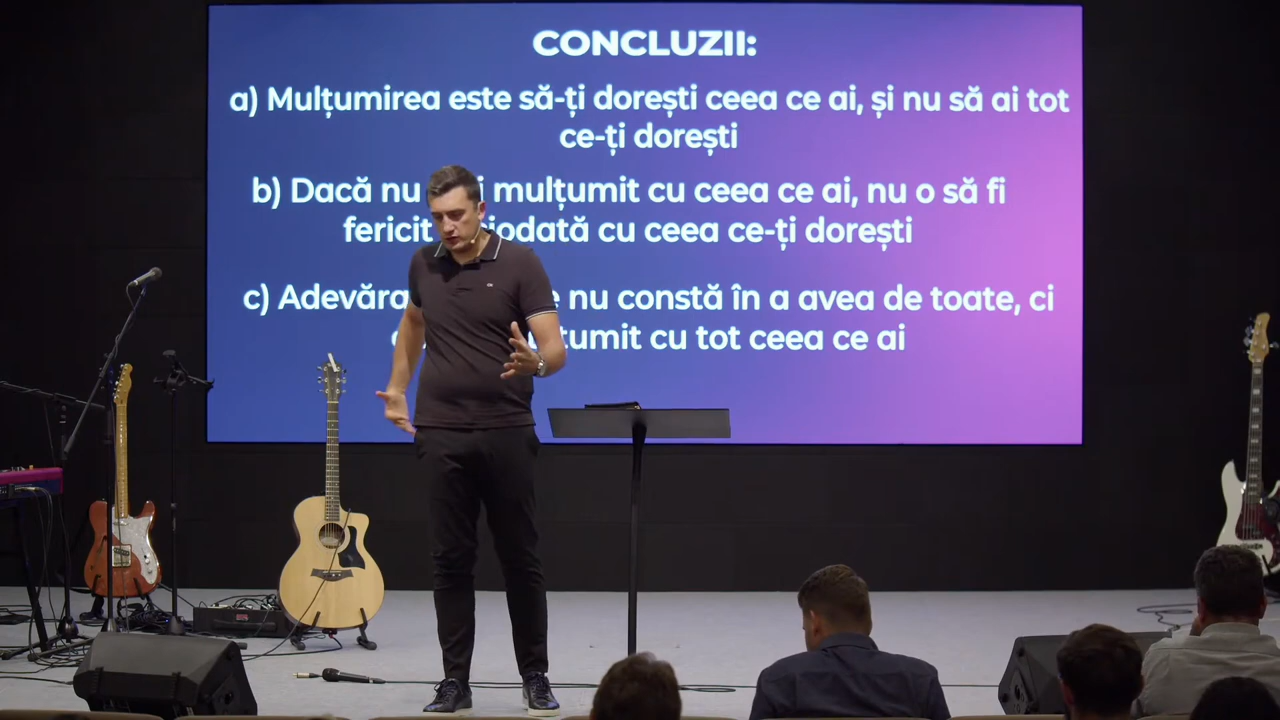 CONCLUZII:
a) Mulțumirea este să-ți dorești ceea ce ai, și nu să ai tot
ce-ți dorești
b) Dacă nu mulțumit cu ceea ce ai, nu o să fi
fericit cu ceea ce-ți dorești
c) nu constă în a avea de toate, ci
cu tot ceea ce ai